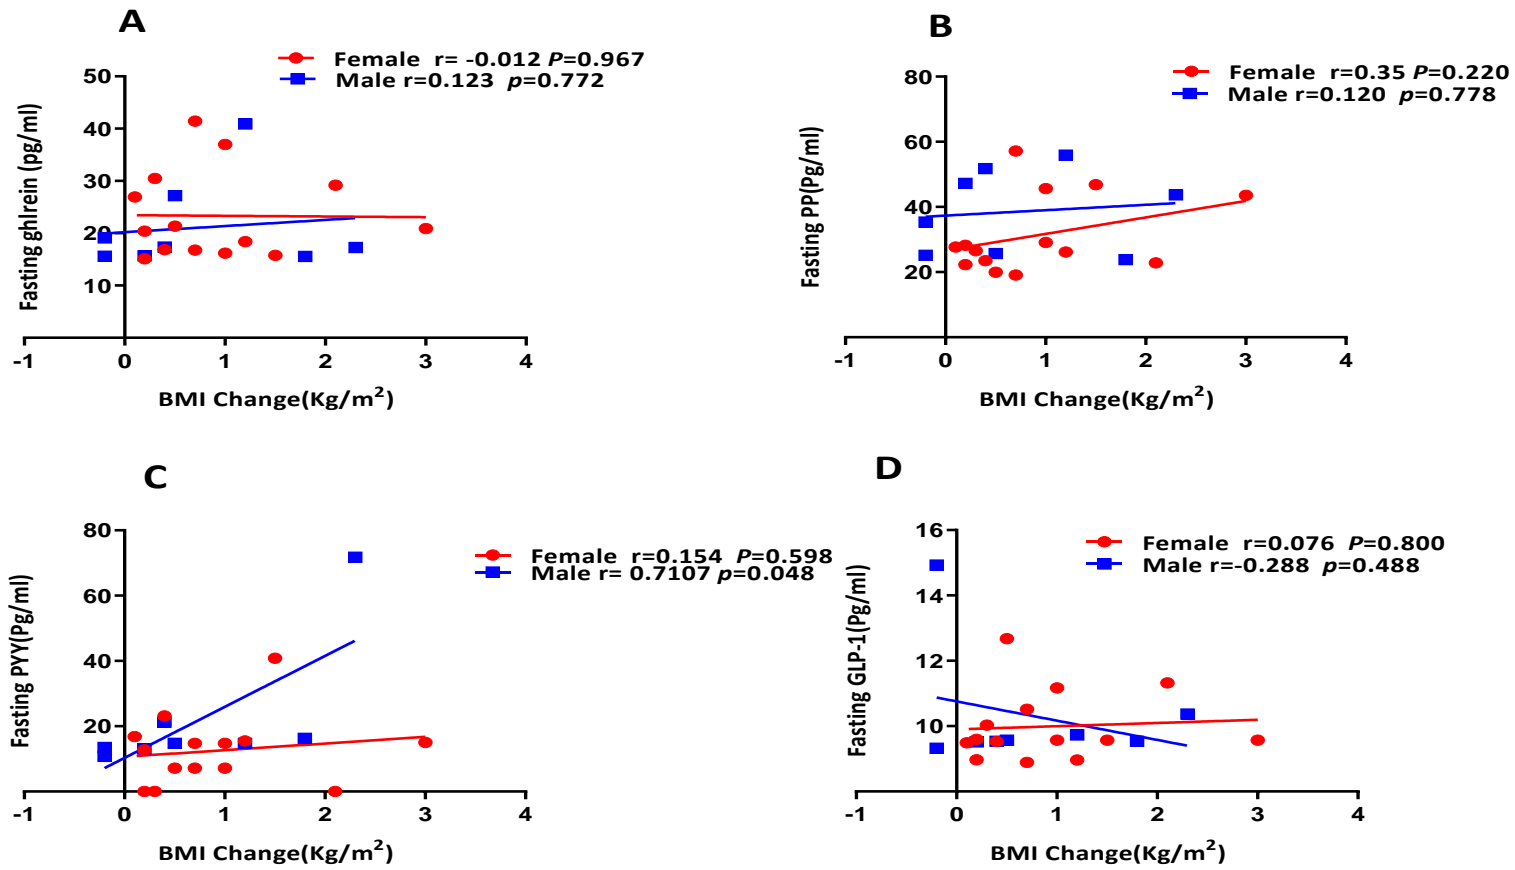 A
Female r= -0.012 P=0.967
Male r=0.123 p=0.772
Fasting ghlrein (pg/ml)
50
40
30
20
10
-1 0 1 2 3 4
BMI Change(Kg/m²)
B
Female r=0.35 P=0.220
Male r=0.120 p=0.778
Fasting PP(Pg/ml)
80
60
40
20
-1 0 1 2 3 4
BMI Change(Kg/m²)
C
Female r=0.154 P=0.598
Male r= 0.7107 p=0.048
Fasting PYY(Pg/ml)
80
60
40
20
-1 0 1 2 3 4
BMI Change(Kg/m²)
D
Female r=0.076 P=0.800
Male r=-0.288 p=0.488
Fasting GLP-1(Pg/ml)
16
14
12
10
-1 0 1 2 3 4
BMI Change(Kg/m²)